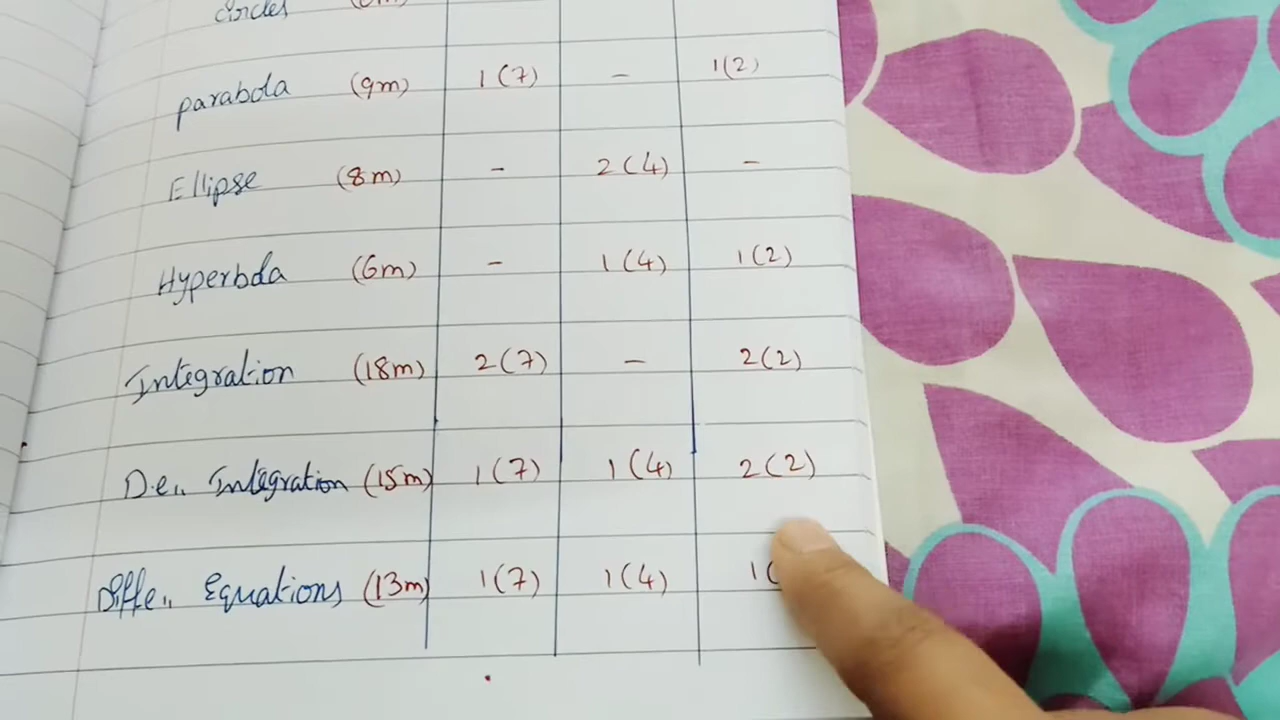 circles
parabola (9m) 1(7) - 1(2)
Ellipse (8m) - 2(4) -
Hyperbola (6m) - 1(4) 1(2)
Integration (18m) 2(7) - 2(2)
De,, Integration (15m) 1(7) 1(4) 2(2)
Diffe,, Equations (13m) 1(7) 1(4) 1(